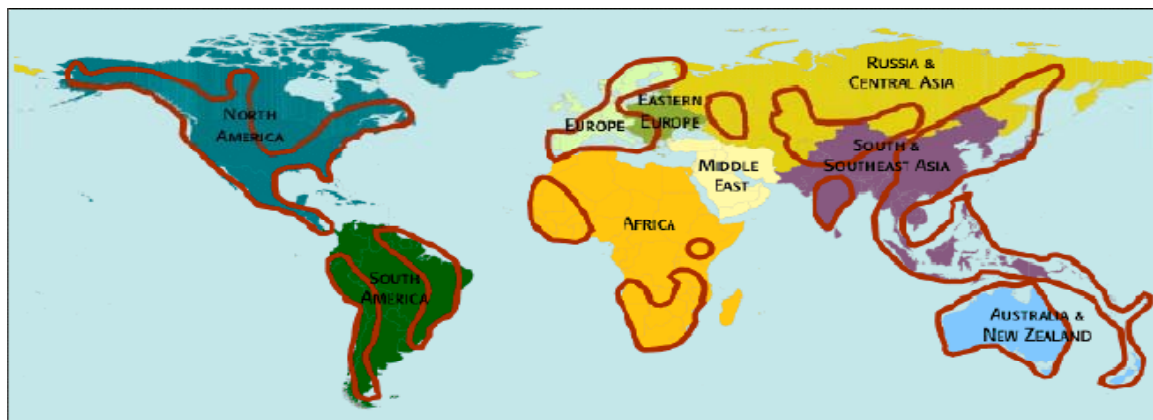 RUSSIA &
CENTRAL ASIA
NORTH
AMERICA
EASTERN
EUROPE
EUROPE
SOUTH &
SOUTHEAST ASIA
MIDDLE
EAST
AFRICA
SOUTH
AMERICA
AUSTRALIA &
NEW ZEALAND